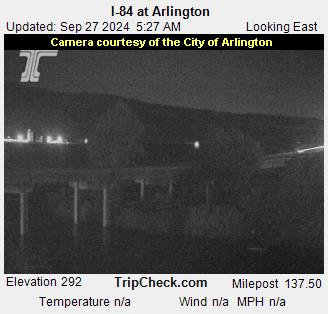 I-84 at Arlington
Updated: Sep 27 2024 5:27 AM Looking East
Camera courtesy of the City of Arlington
Elevation 292 TripCheck.com Milepost 137.50
Temperature n/a Wind n/a MPH n/a